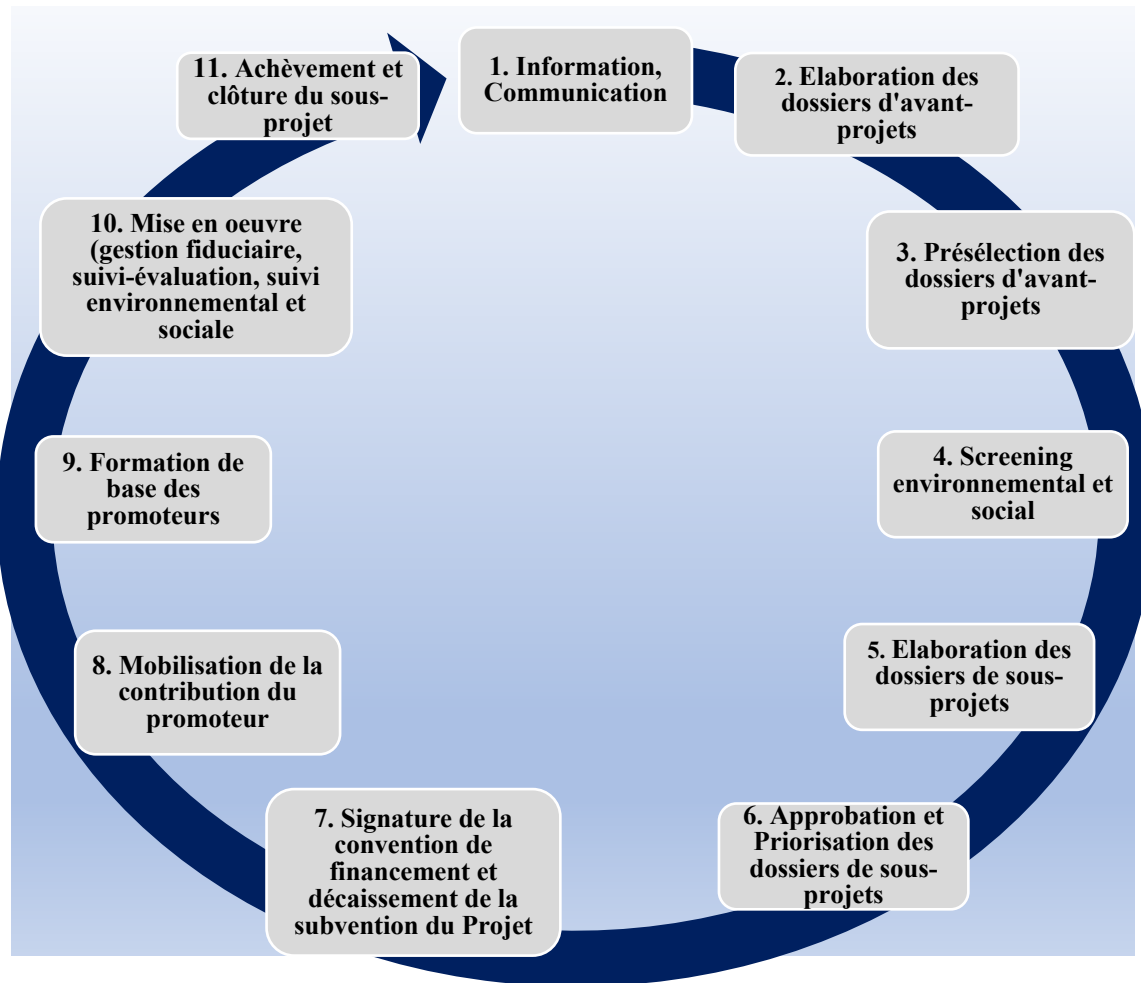 1. Information,
Communication
2. Elaboration des
dossiers d'avant-
projets
3. Présélection des
dossiers d'avant-
projets
4. Screening
environnemental et
social
5. Elaboration des
dossiers de sous-
projets
6. Approbation et
Priorisation des
dossiers de sous-
projets
7. Signature de la
convention de
financement et
décaissement de la
subvention du Projet
8. Mobilisation de la
contribution du
promoteur
9. Formation de
base des
promoteurs
10. Mise en oeuvre
(gestion fiduciaire,
suivi-évaluation, suivi
environnemental et
sociale
11. Achèvement et
clôture du sous-
projet